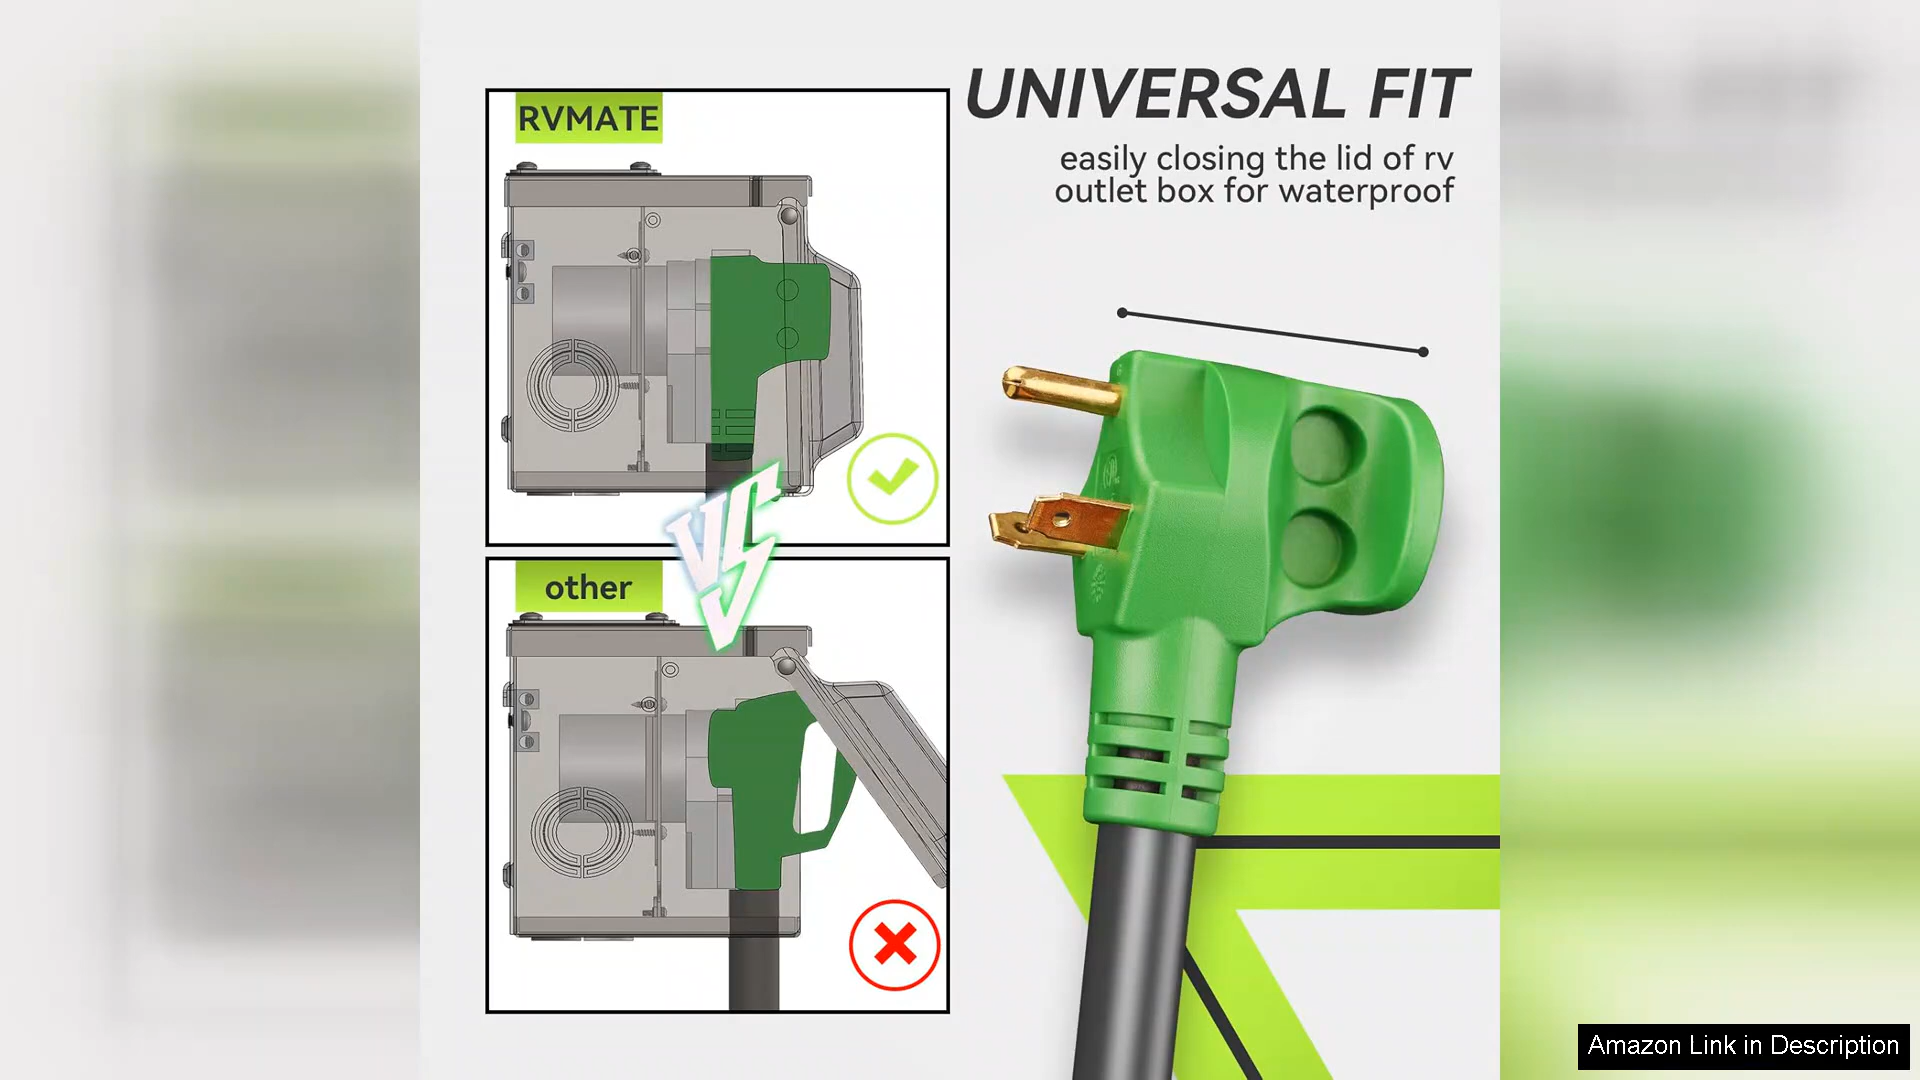 RVMATE
UNIVERSAL FIT
easily closing the lid of rv
outlet box for waterproof
VS
other
Amazon Link in Description